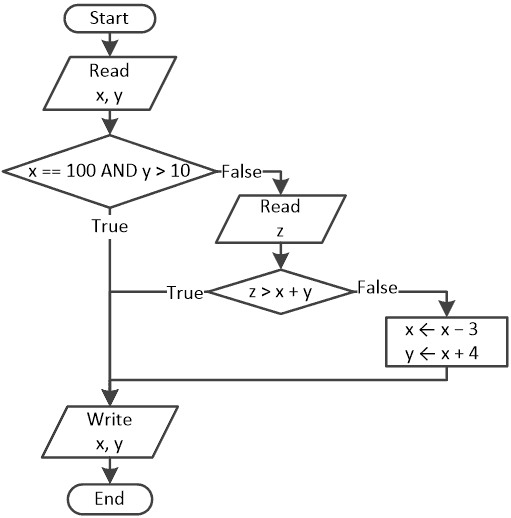 Start
Read
x, y
x == 100 AND y > 10
False
True
Read
z
True
z > x + y
False
x ← x – 3
y ← x + 4
Write
x, y
End